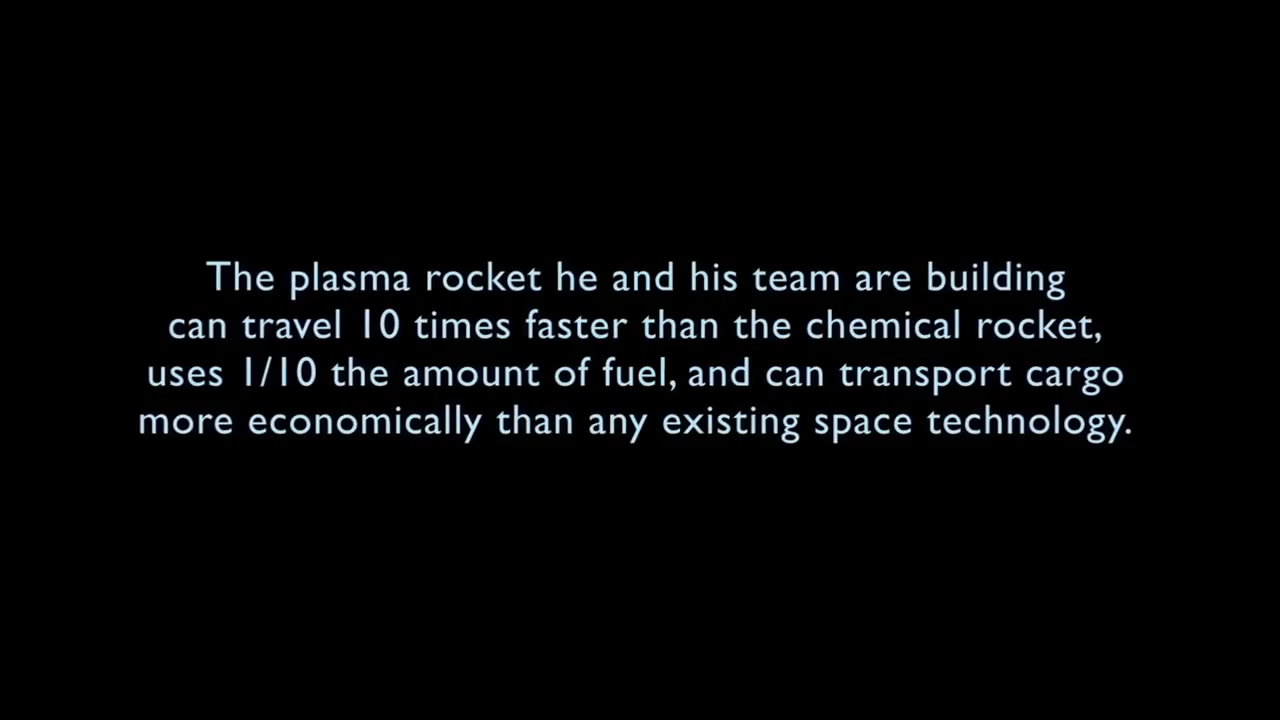 The plasma rocket he and his team are building
can travel 10 times faster than the chemical rocket,
uses 1/10 the amount of fuel, and can transport cargo
more economically than any existing space technology.